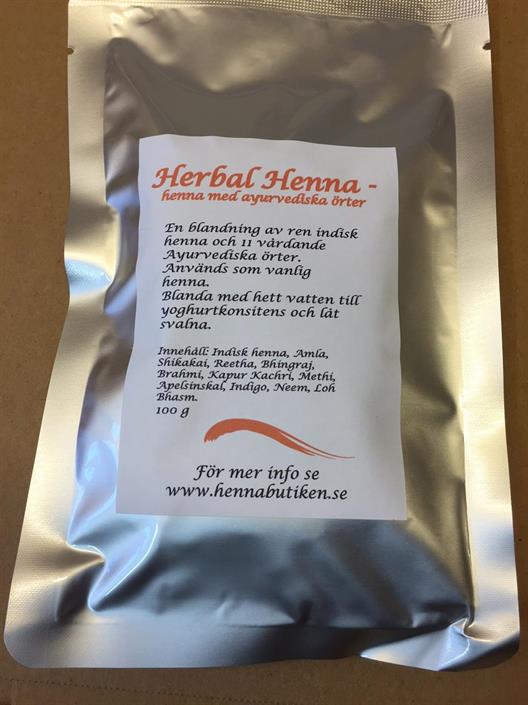 Herbal Henna -
henna med ayurvediska örter
En blandning av ren indisk
henna och 11 vårdande
Ayurvediska örter.
Används som vanlig
henna.
Blanda med hett vatten till
yoghurtkonsitens och låt
svalna.
Innehåll: Indisk henna, Amla,
Shikakai, Reetha, Bhingraj,
Brahmi, Kapur Kachri, Methi,
Apelsinskal, Indigo, Neem, Loh
Bhasm.
100 g
För mer info se
www.hennabutiken.se